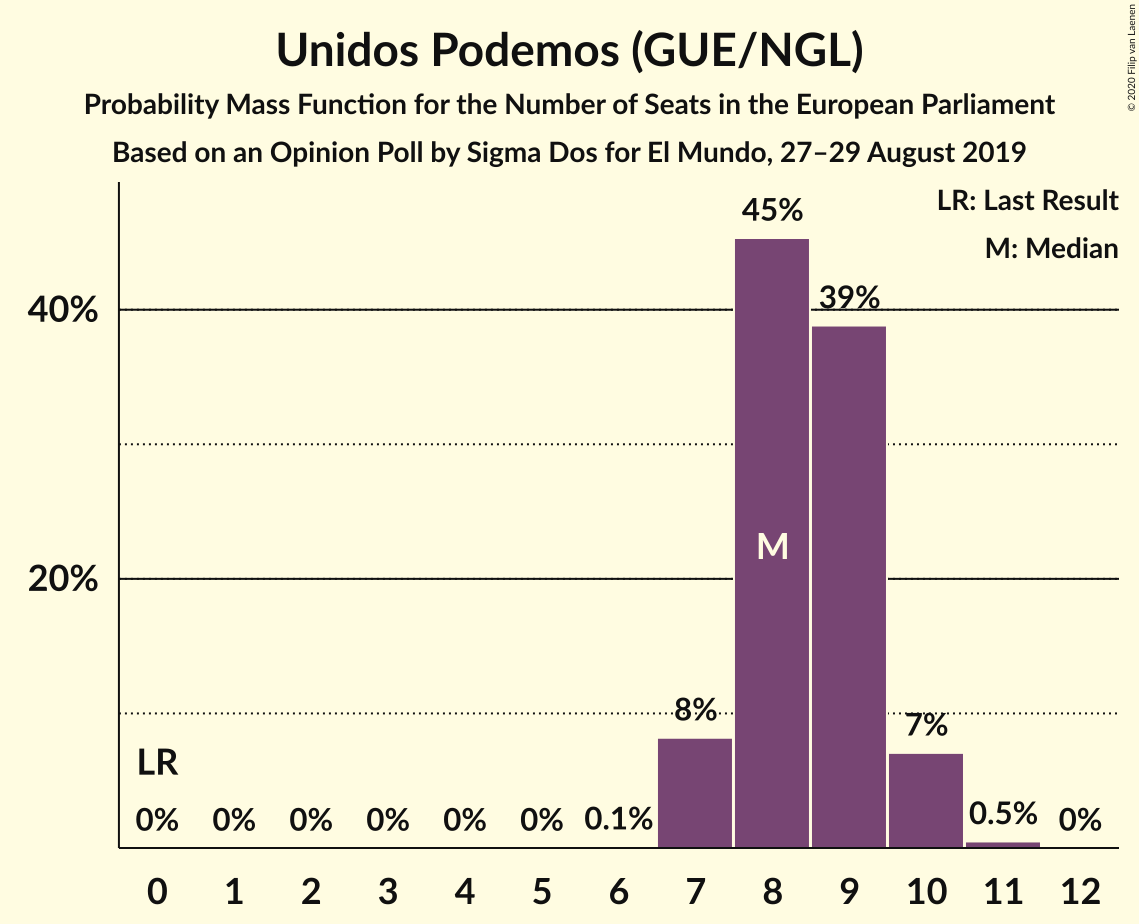 © 2020 Filip van Laenen
Unidos Podemos (GUE/NGL)
Probability Mass Function for the Number of Seats in the European Parliament
Based on an Opinion Poll by Sigma Dos for El Mundo, 27–29 August 2019
LR: Last Result
M: Median
45%
39%
40%
M
20%
8%
7%
LR
0% 0% 0% 0% 0% 0% 0.1% 0.5% 0%
0 1 2 3 4 5 6 7 8 9 10 11 12